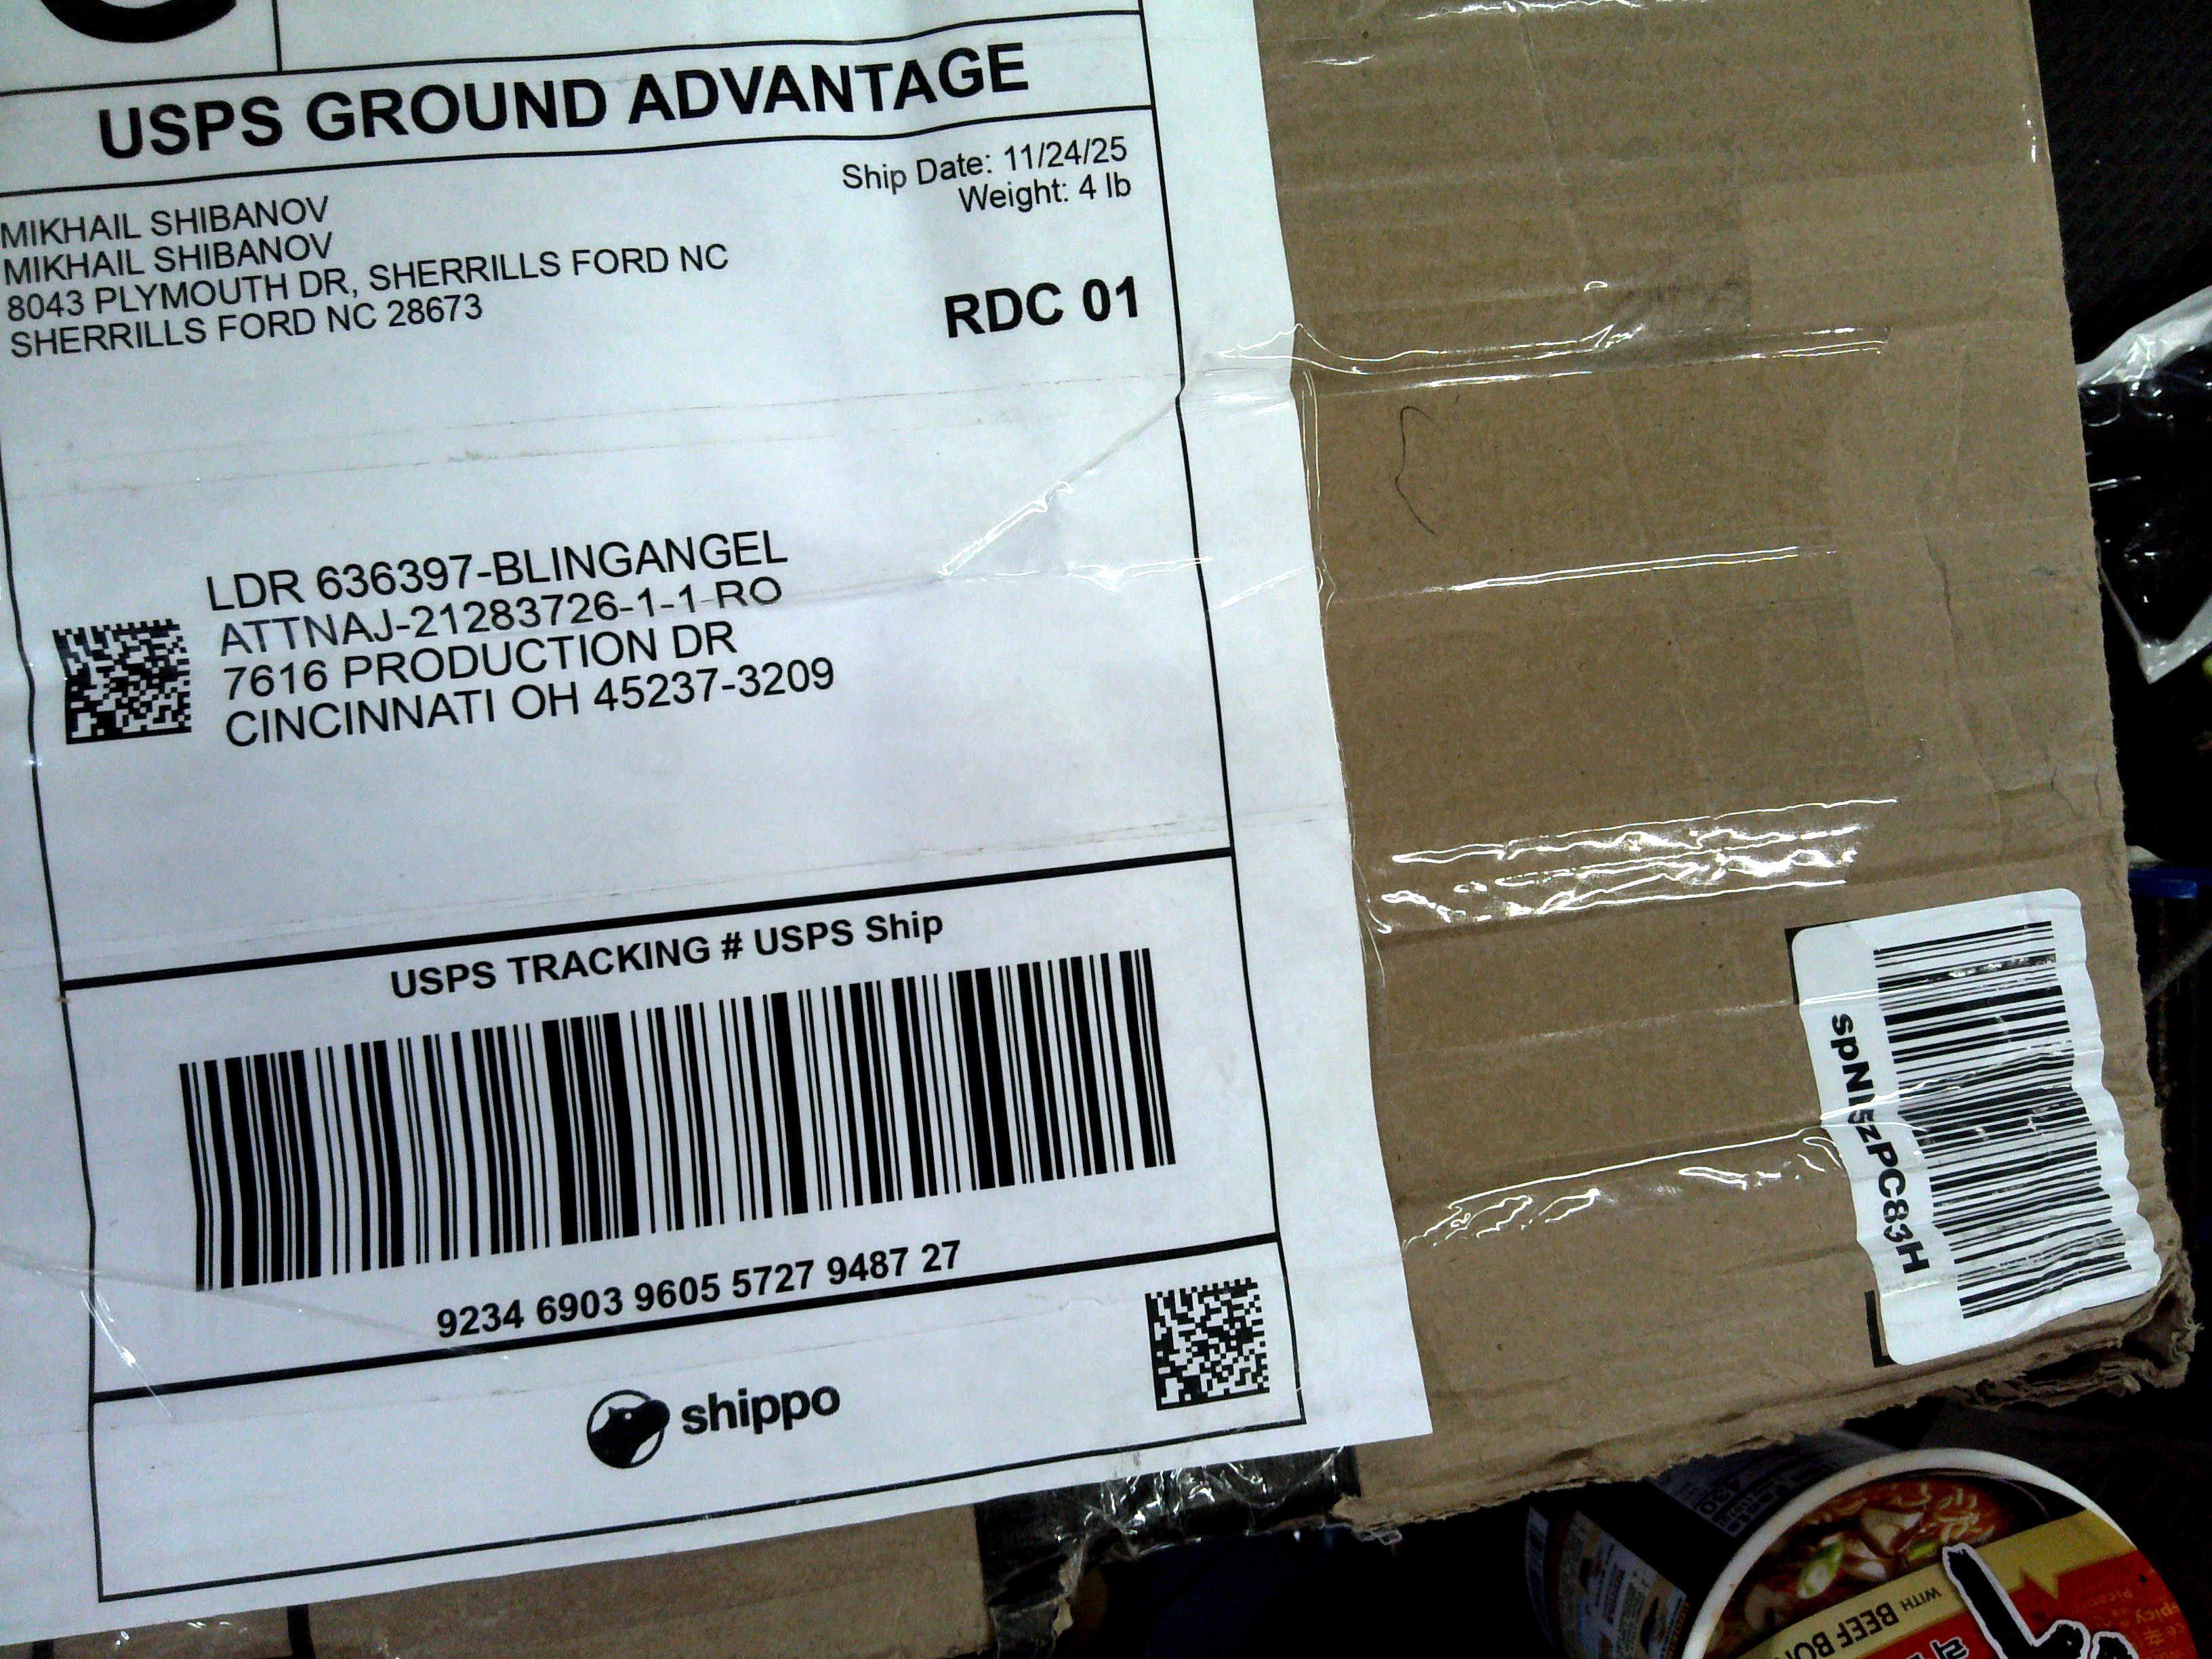 USPS GROUND ADVANTAGE
Ship Date: 11/24/25
Weight: 4 lb
MIKHAIL SHIBANOV
MIKHAIL SHIBANOV
8043 PLYMOUTH DR, SHERRILLS FORD NC
SHERRILLS FORD NC 28673
RDC 01
LDR 636397-BLINGANGEL
ATTNAJ-21283726-1-1-RO
7616 PRODUCTION DR
CINCINNATI OH 45237-3209
USPS TRACKING # USPS Ship
9234 6903 9605 5727 9487 27
shippo
spNl5zPC83H
WITH
BEEF